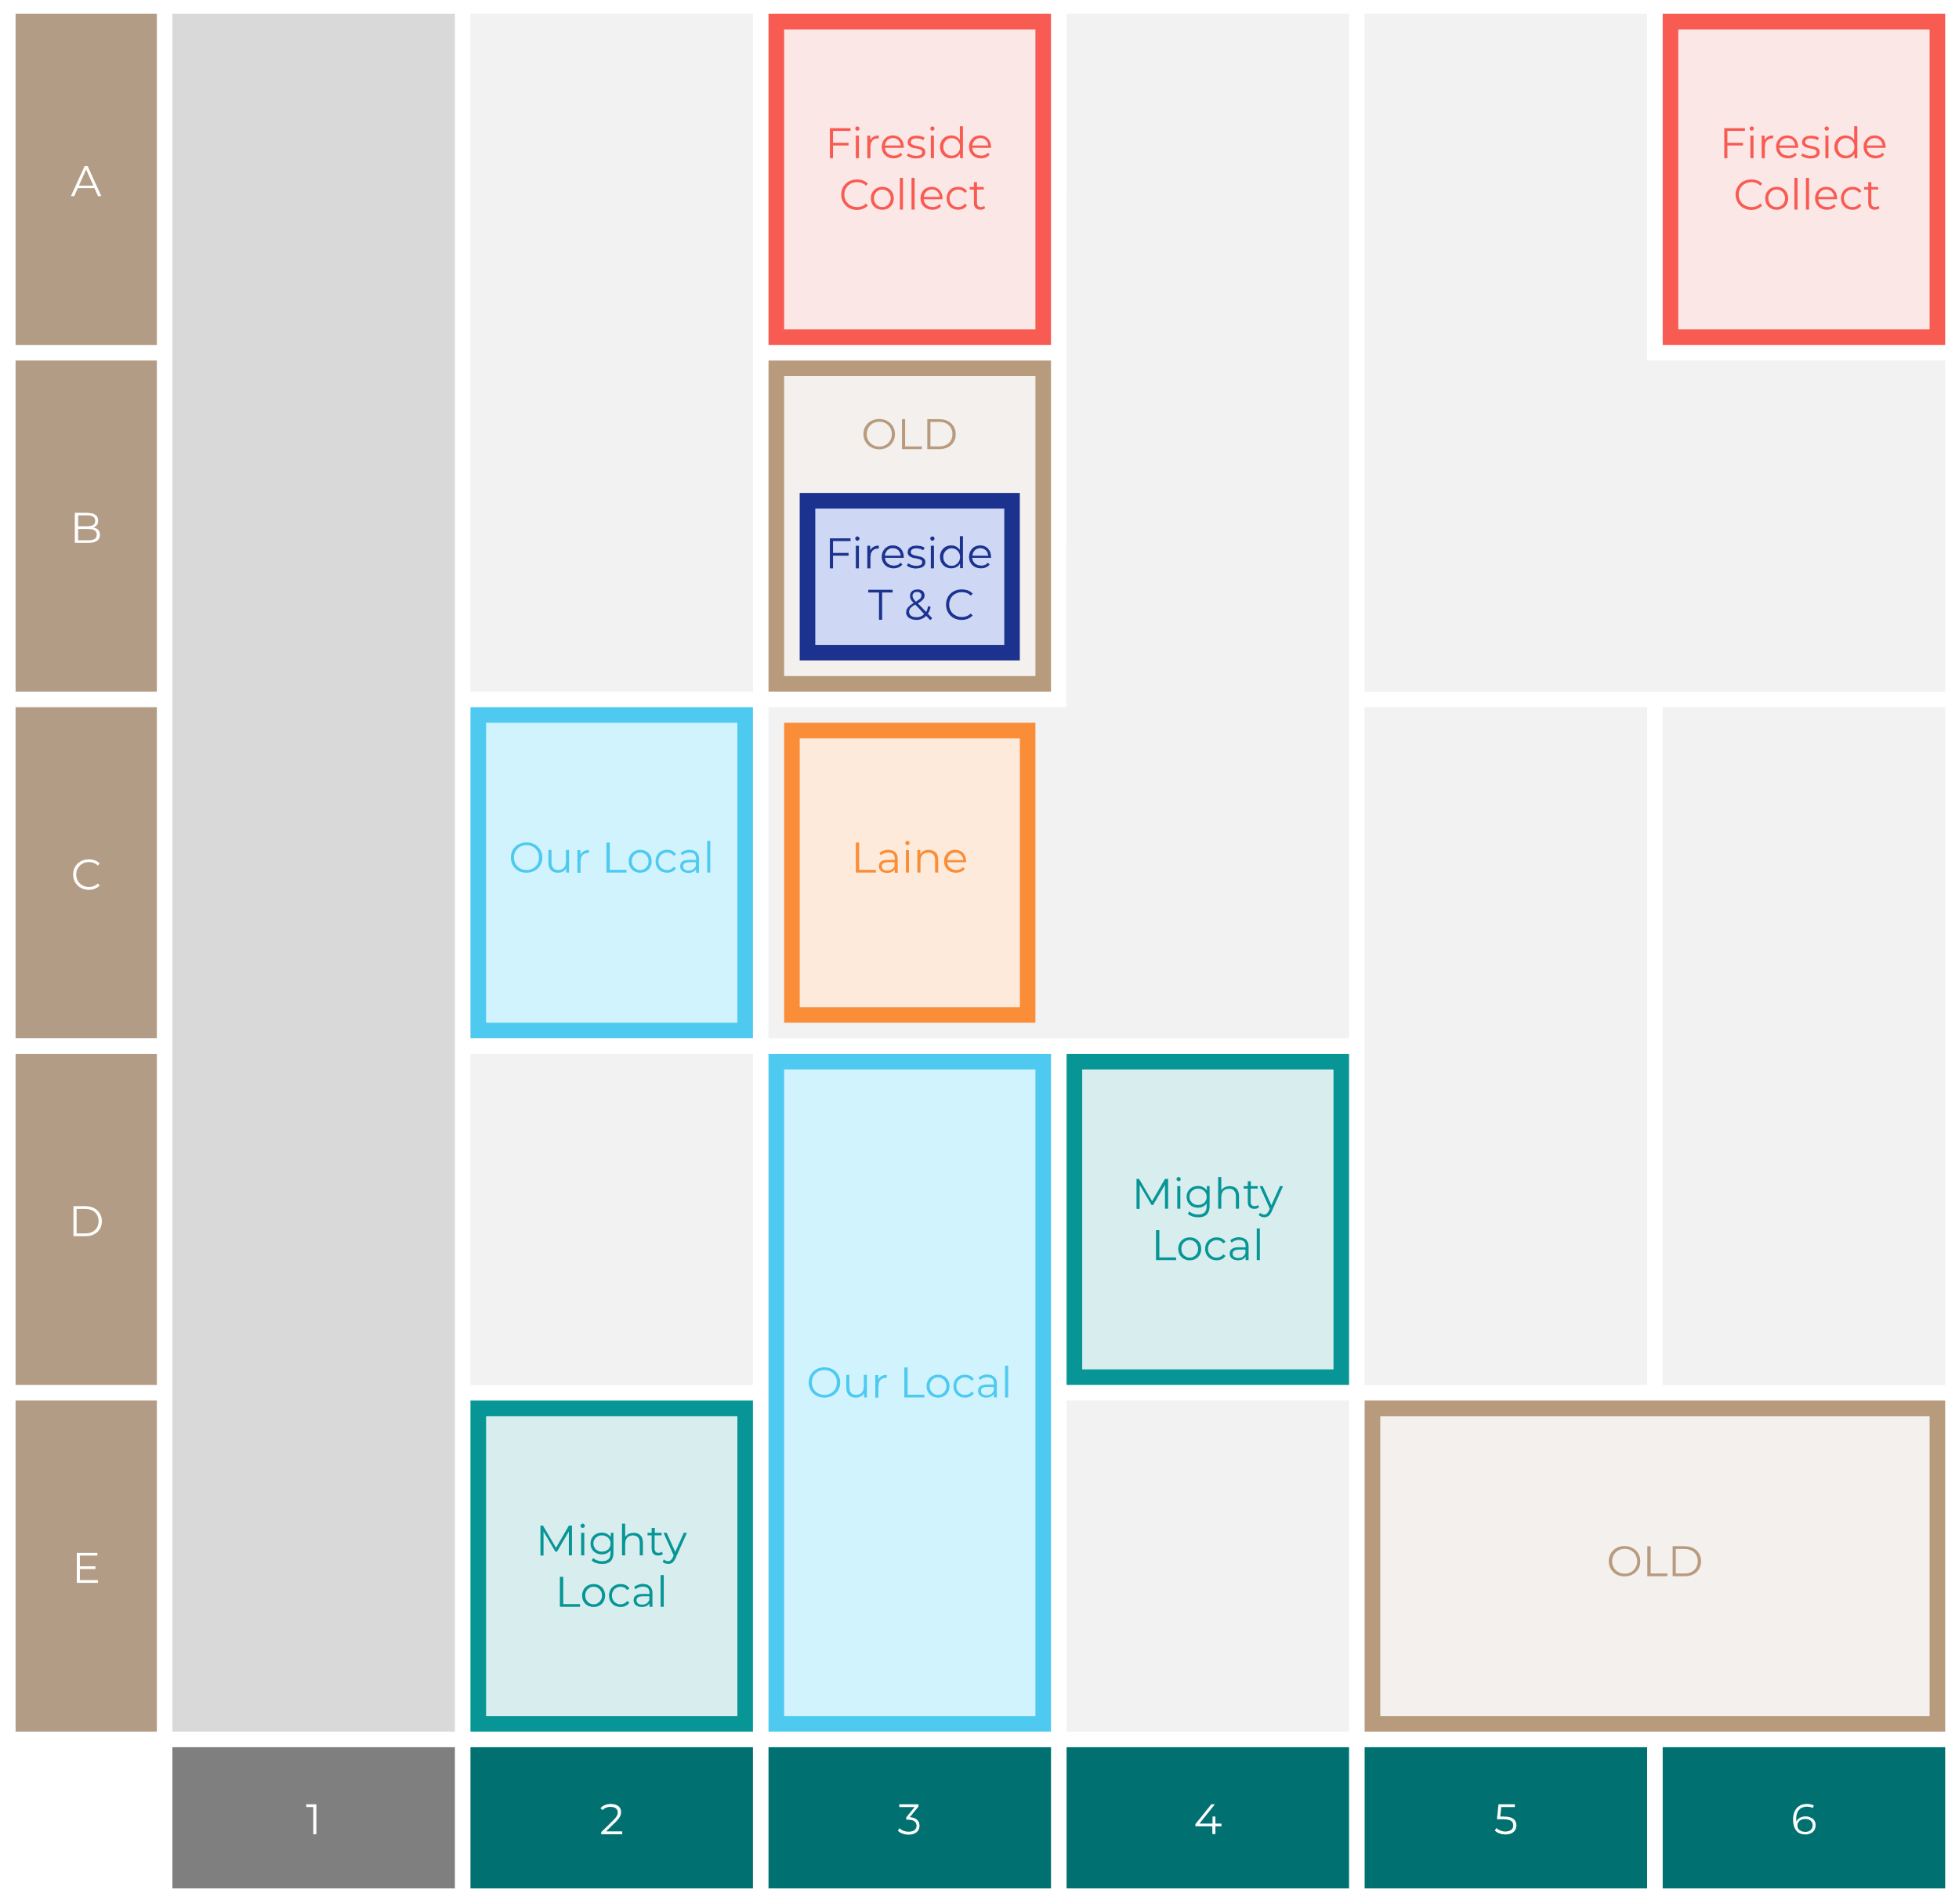 A
Fireside
Collect
Fireside
Collect
B
OLD
Fireside
T & C
C
Our Local
Laine
D
Mighty
Local
Our Local
E
Mighty
Local
OLD
1
2
3
4
5
6